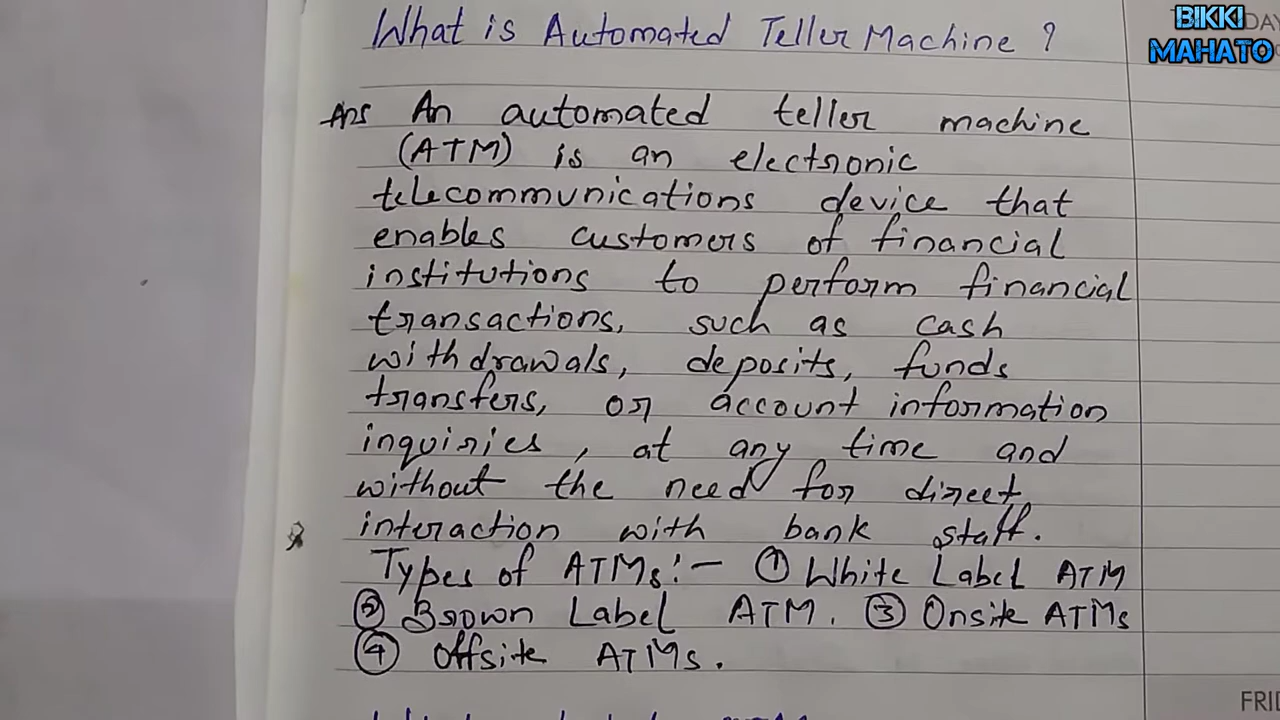 BIKKI
MAHATO
DAY
What is Automated Teller Machine ?
Ans An automated teller machine
(ATM) is an electronic
telecommunications device that
enables customers of financial
institutions to perform financial
transactions, such as cash
withdrawals, deposits, funds
transfers, or account information
inquiries, at any time and
without the need for direct
interaction with bank staff.
Types of ATMs:- ① White Label ATM
② Brown Label ATM. ③ Onsite ATMs
④ Offsite ATMs.
FRID